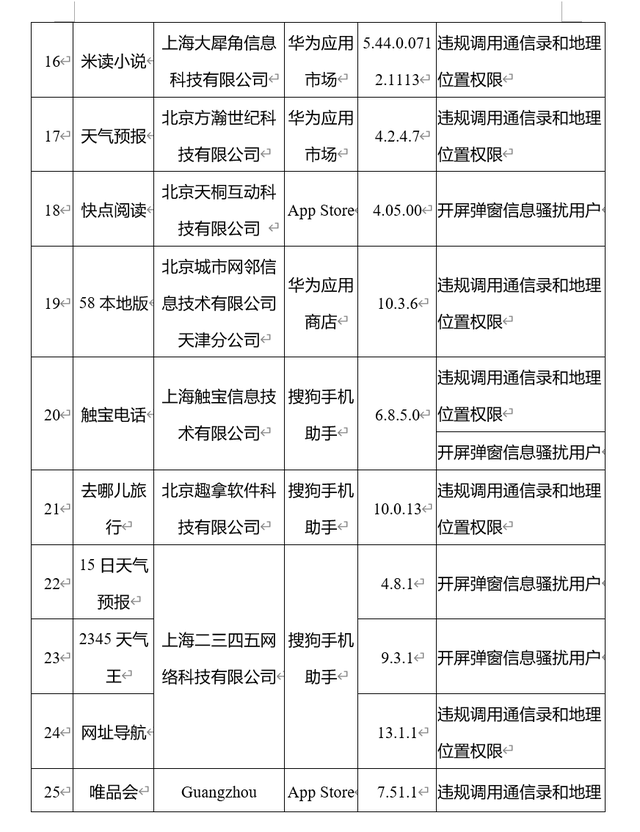 16 米读小说 上海大犀角信息 华为应用 5.44.0.071 违规调用通信录和地理
科技有限公司 市场 2.1113 位置权限
17 天气预报 北京方瀚世纪科 华为应用 4.2.4.7 违规调用通信录和地理
技有限公司 市场 位置权限
18 快点阅读 北京天桐互动科 App Store 4.05.00 开屏弹窗信息骚扰用户
技有限公司
19 58 本地版 北京城市网邻信 华为应用 10.3.6 违规调用通信录和地理
息技术有限公司 商店 位置权限
天津分公司
20 触宝电话 上海触宝信息技 搜狗手机 6.8.5.0 违规调用通信录和地理
术有限公司 助手 位置权限
开屏弹窗信息骚扰用户
21 去哪儿旅 北京趣拿软件科 搜狗手机 10.0.13 违规调用通信录和地理
行 技有限公司 助手 位置权限
22 15 日天气 4.8.1 开屏弹窗信息骚扰用户
预报
23 2345 天气 上海二三四五网 搜狗手机 9.3.1 开屏弹窗信息骚扰用户
王 络科技有限公司 助手
24 网址导航 13.1.1 违规调用通信录和地理
位置权限
25 唯品会 Guangzhou App Store 7.51.1 违规调用通信录和地理